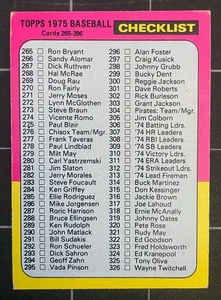 TOPPS 1975 BASEBALL
Cards 265-396
CHECKLIST
265 Ron Bryant
266 Sandy Alomar
267 Dick Ruthven
268 Hal McRae
269 Doug Rau
270 Ron Fairly
271 Jerry Moses
272 Lynn McGlothen
273 Steve Braun
274 Vicente Romo
275 Paul Blair
276 Chisox Team/Mgr.
277 Frank Taveras
278 Paul Lindblad
279 Milt May
280 Carl Yastrzemski
281 Jim Slaton
282 Jerry Morales
283 Steve Foucault
284 Ken Griffey
285 Ellie Rodriguez
286 Mike Jorgensen
287 Roric Harrison
288 Bruce Ellingsen
289 Ken Rudolph
290 John Matlack
291 Bill Sudakis
292 Ron Schueler
293 Dick Sharon
294 Geoff Zahn
295 Vada Pinson
296 Alan Foster
297 Craig Kusick
298 Johnny Grubb
299 Bucky Dent
300 Reggie Jackson
301 Dave Roberts
302 Rick Burleson
303 Grant Jackson
304 Pirates: Team/Mgr.
305 Colbert Morton
306 '74 Batting Ldrs.
307 '74 HR Leaders
308 '74 RBI Leaders
309 '74 SB Leaders
310 '74 Victory Ldrs.
311 '74 ERA Leaders
312 '74 S'out Leaders
313 '74 Lead Firemen
314 Buck Martinez
315 Don Kessinger
316 Jackie Brown
317 Joe Lahoud
318 Ernie McAnally
319 Johnny Oates
320 Pete Rose
321 Rudy May
322 Ed Goodson
323 Fred Holdsworth
324 Ed Kranepool
325 Tony Oliva
326 Wayne Twitchell